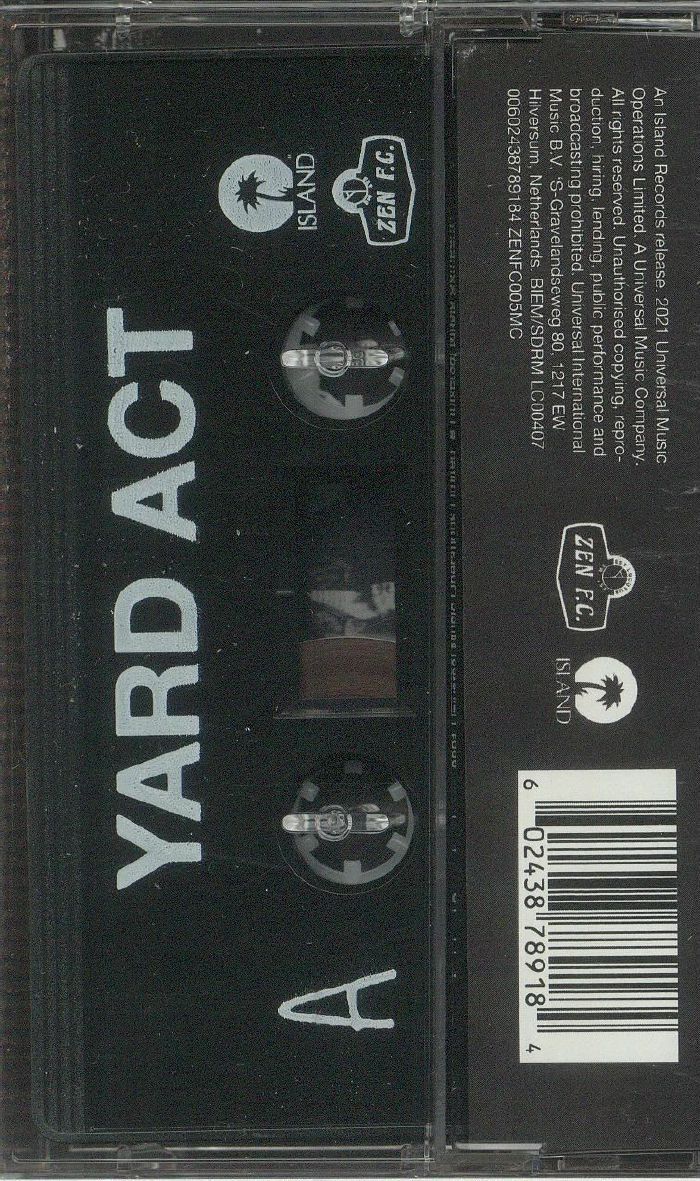 ISLAND
ZEN F.C.
YARD ACT
A
An Island Records release. 2021 Universal Music
Operations Limited. A Universal Music Company.
All rights reserved. Unauthorised copying, repro-
duction, hiring, lending, public performance and
broadcasting prohibited. Universal International
Music B.V. 'S-Gravelandseweg 80, 1217 EW
Hilversum, Netherlands. BIEM/SDRM LC00407
00602438789184 ZENFC005MC
ZEN F.C.
ISLAND
6 02438 78918 4